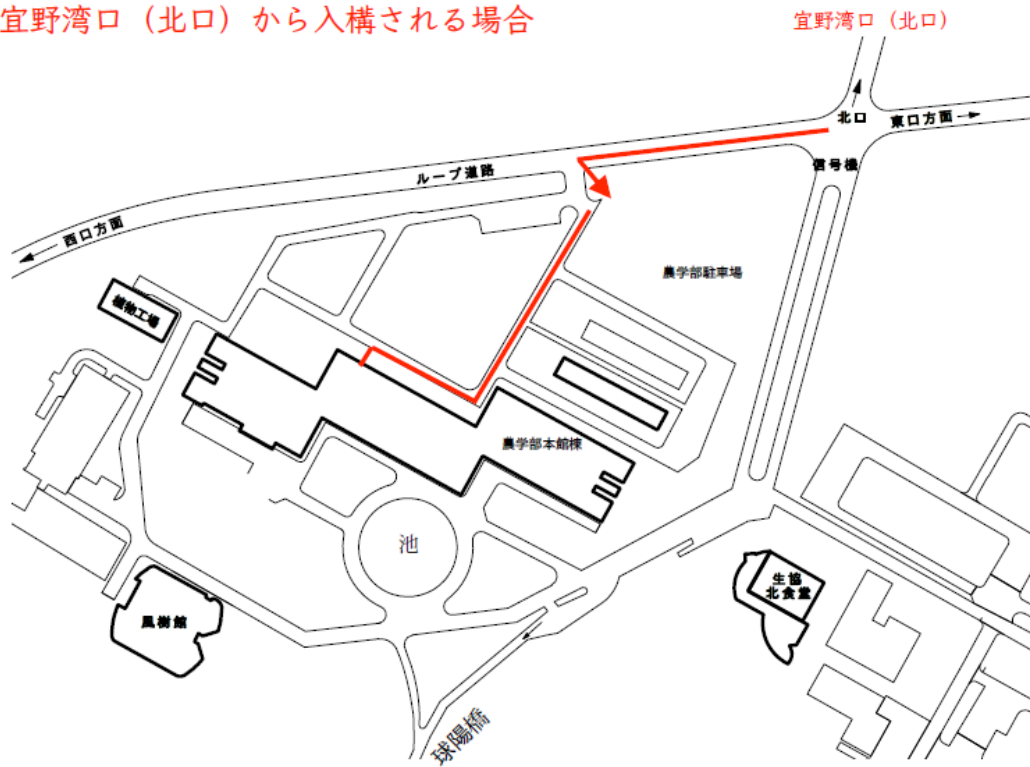 宜野湾口（北口）から入構される場合
宜野湾口（北口）
北口
東口方面
信号機
ループ道路
西口方面
農学部駐車場
植物工場
農学部本館棟
池
生協
北食堂
風樹館
球陽橋